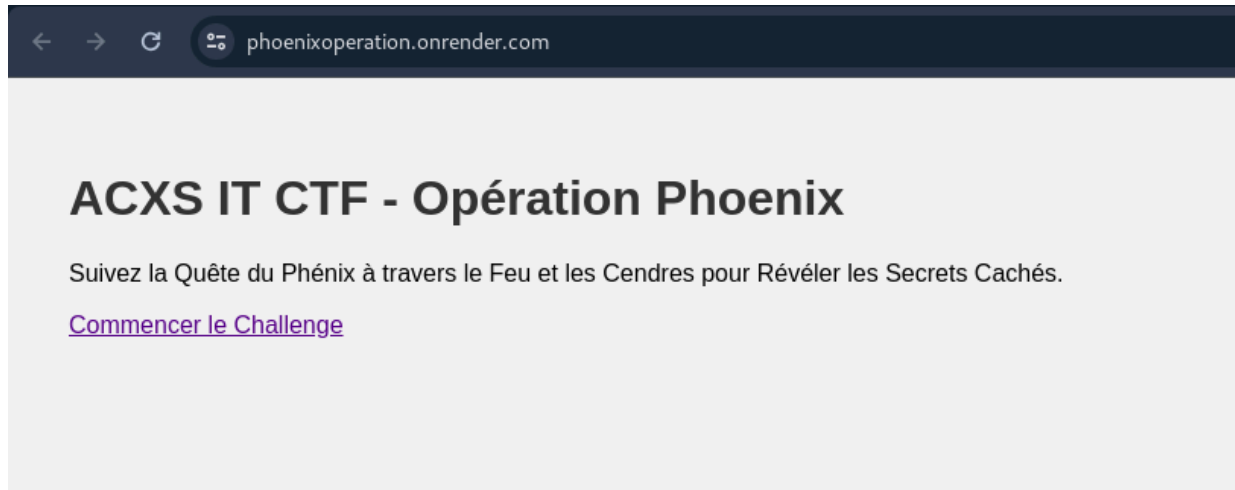 phoenixoperation.onrender.com
ACXS IT CTF - Opération Phoenix
Suivez la Quête du Phénix à travers le Feu et les Cendres pour Révéler les Secrets Cachés.
Commencer le Challenge